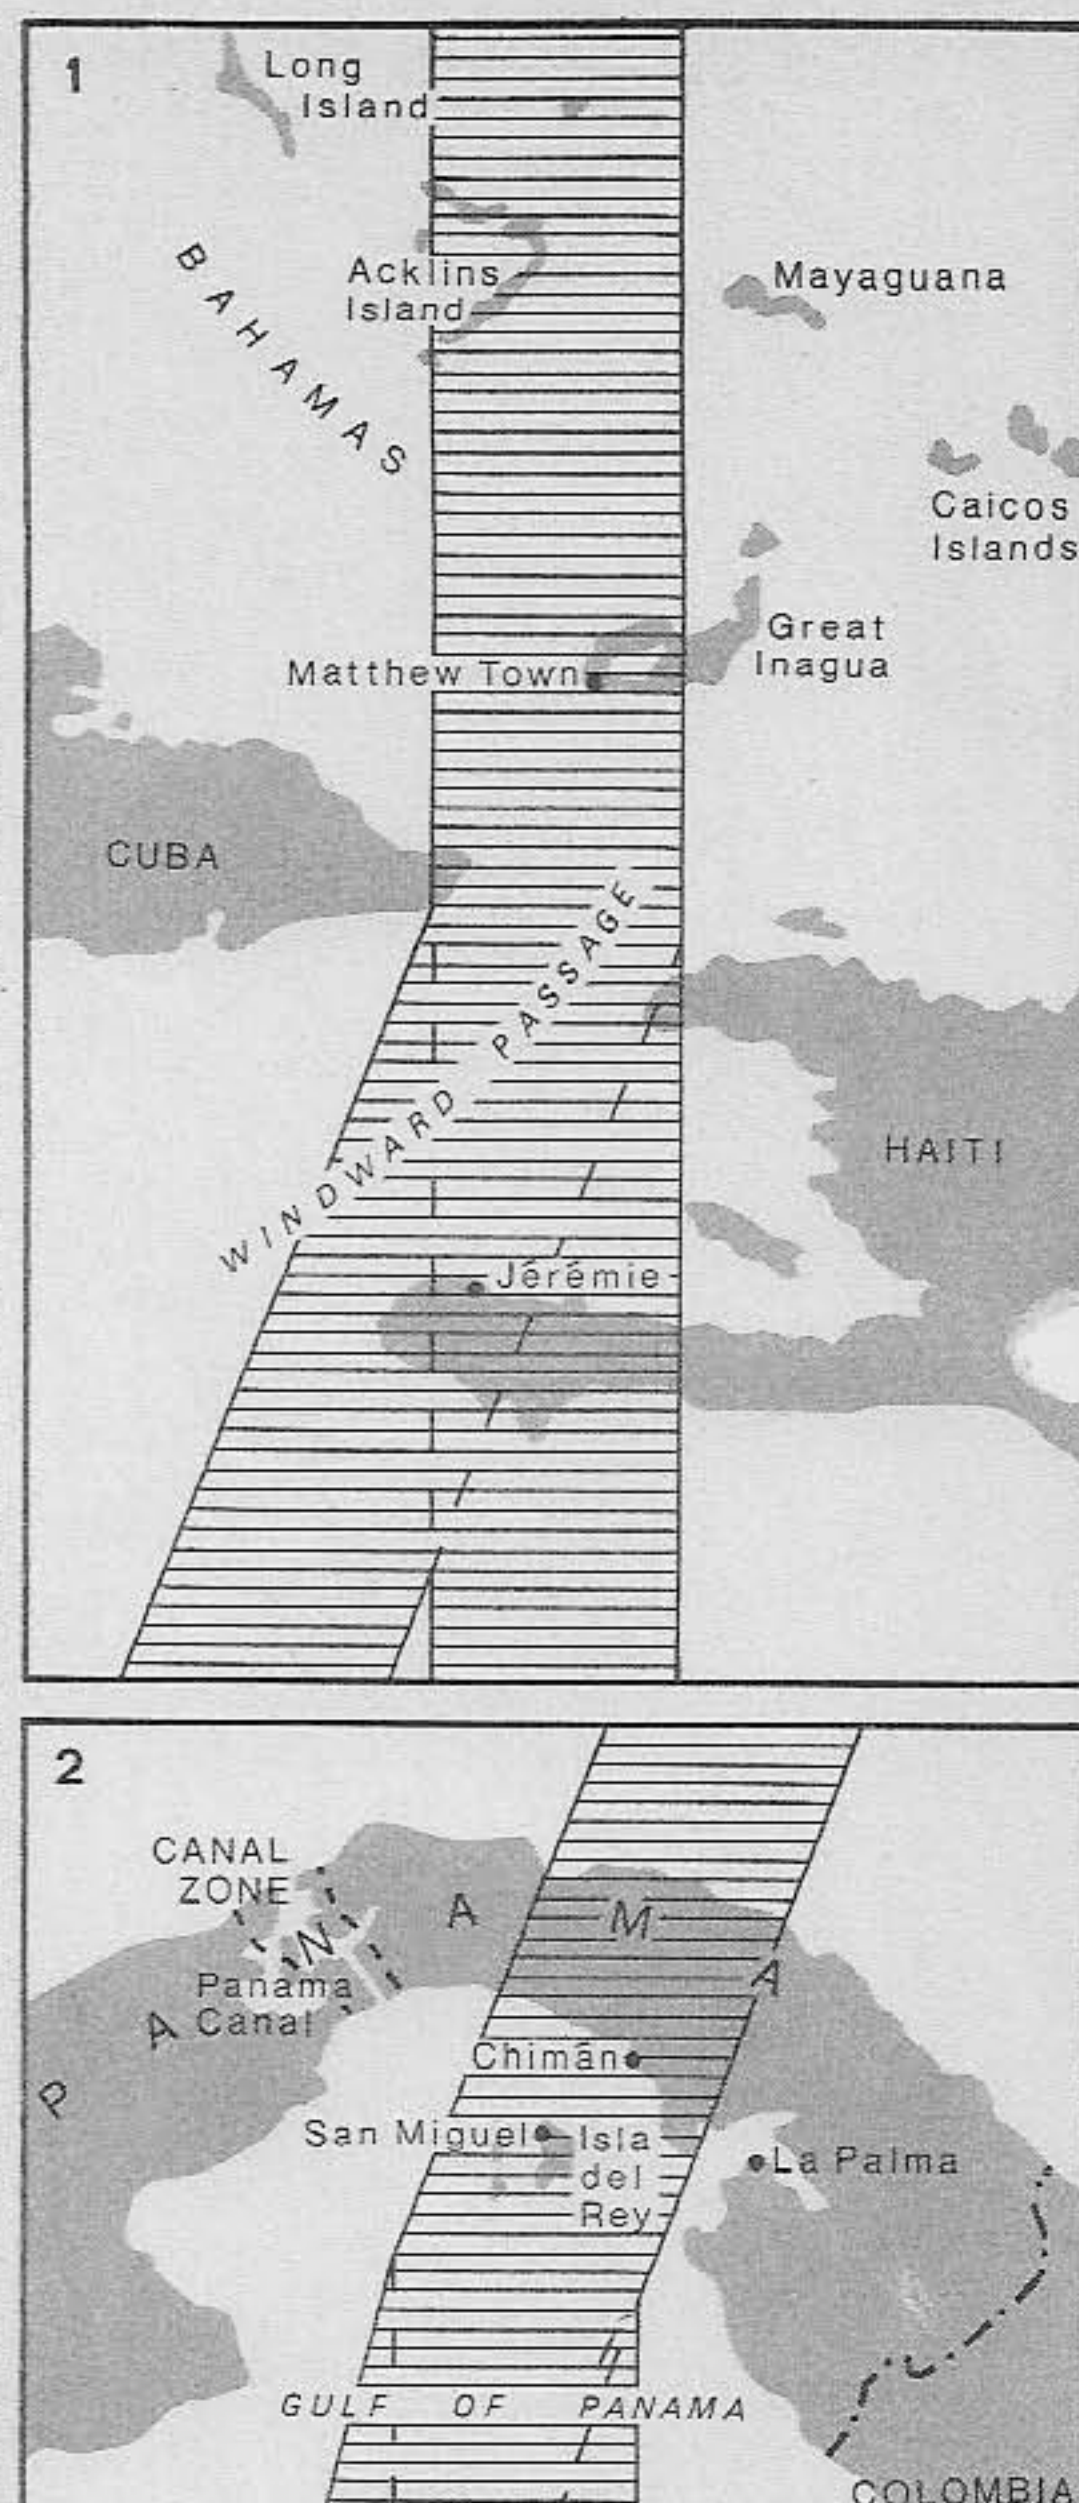 1
Long
Island
BAHAMAS
Acklins
Island
Mayaguana
Caicos
Islands
Great
Inagua
Matthew Town
CUBA
WINDWARD PASSAGE
HAITI
Jérémie
2
CANAL
ZONE
PANAMA
Panama
Canal
Chimán
San Miguel
Isla
del
Rey
La Palma
GULF OF PANAMA
COLOMBIA